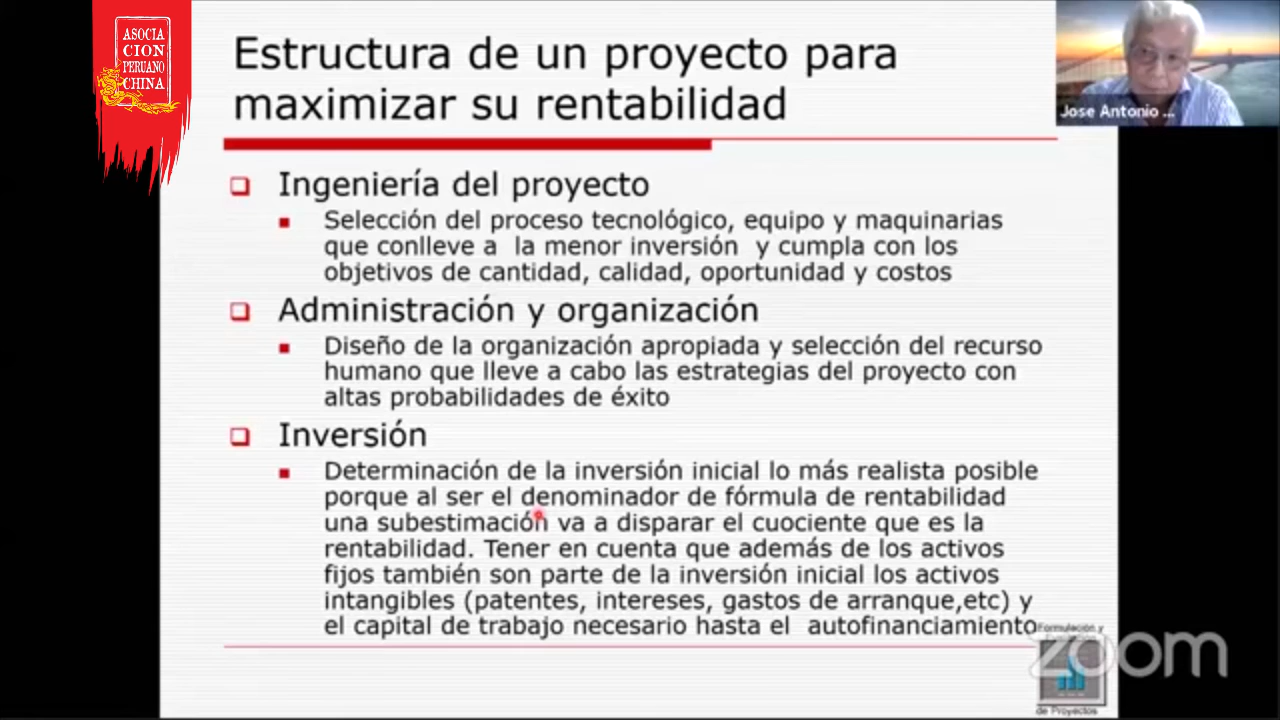 ASOCIA
CION
PERUANO
CHINA
Estructura de un proyecto para
maximizar su rentabilidad
Jose Antonio ...
Ingeniería del proyecto
Selección del proceso tecnológico, equipo y maquinarias
que conlleve a la menor inversión y cumpla con los
objetivos de cantidad, calidad, oportunidad y costos
Administración y organización
Diseño de la organización apropiada y selección del recurso
humano que lleve a cabo las estrategias del proyecto con
altas probabilidades de éxito
Inversión
Determinación de la inversión inicial lo más realista posible
porque al ser el denominador de fórmula de rentabilidad
una subestimación va a disparar el cuociente que es la
rentabilidad. Tener en cuenta que además de los activos
fijos también son parte de la inversión inicial los activos
intangibles (patentes, intereses, gastos de arranque,etc) y
el capital de trabajo necesario hasta el autofinanciamiento
Formulación y
zoom
de Proyectos